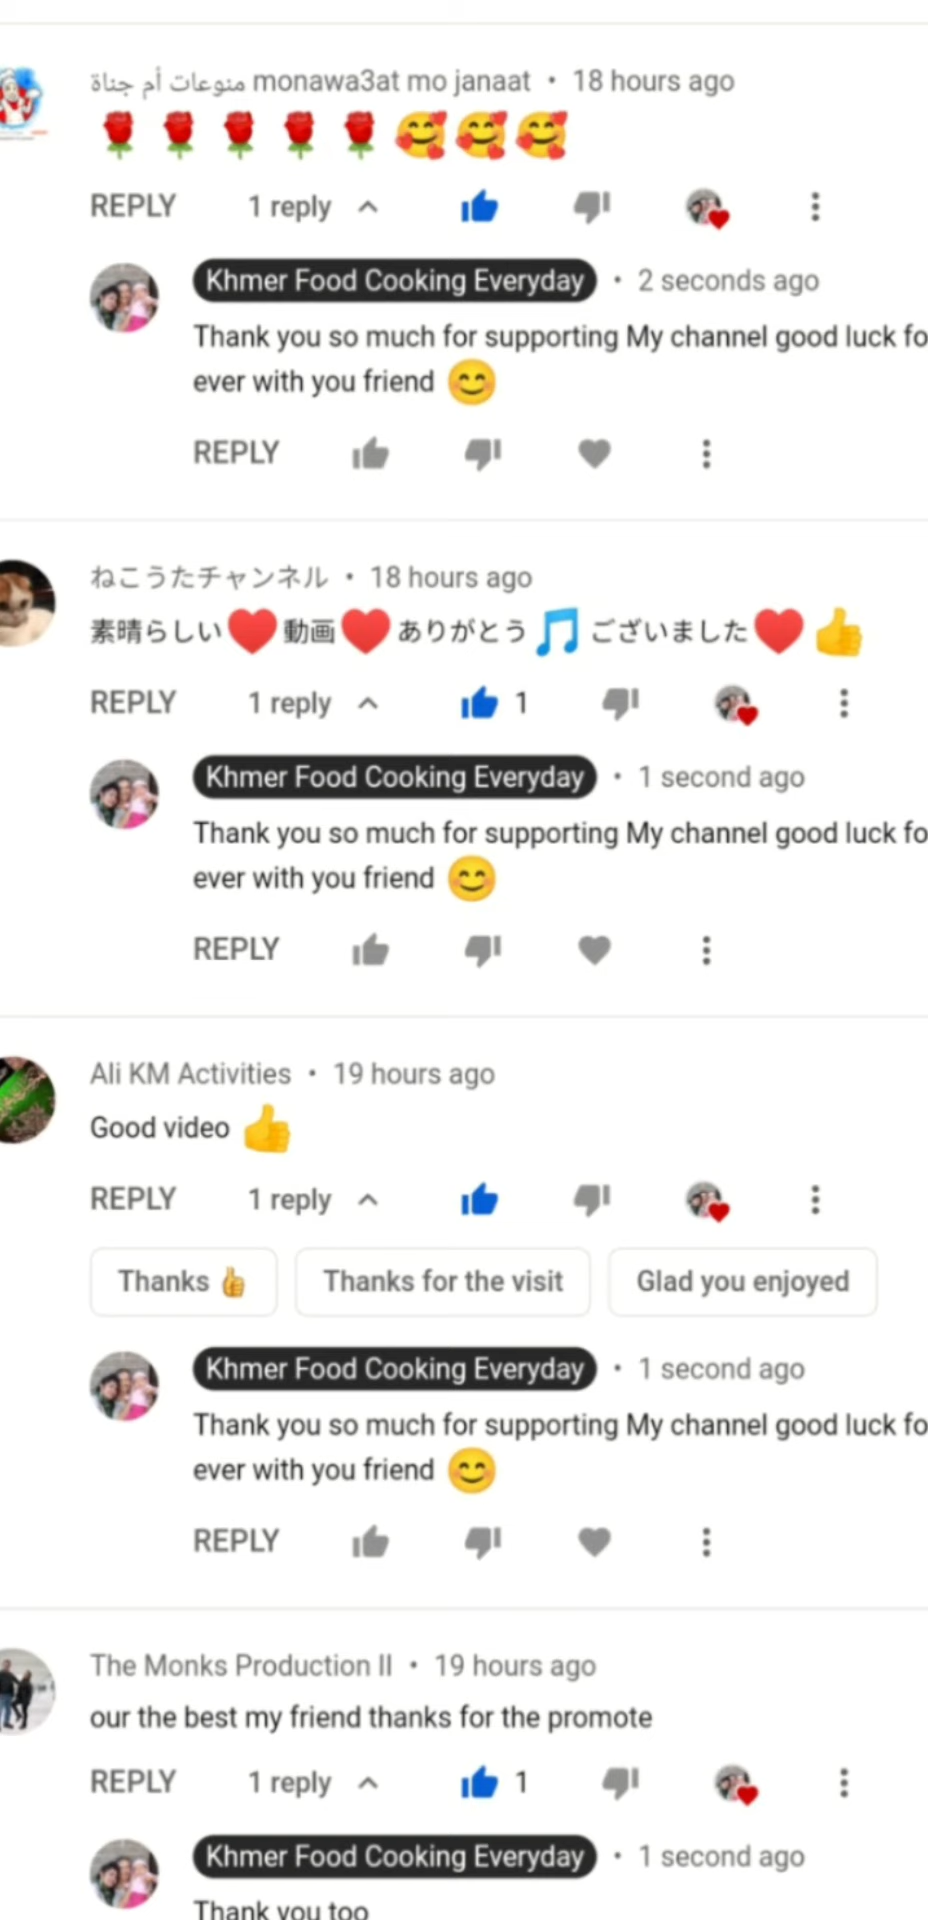 منوعات أم جناة monawa3at mo janaat • 18 hours ago
🌹🌹🌹🌹🌹🥰🥰🥰
REPLY 1 reply
Khmer Food Cooking Everyday • 2 seconds ago
Thank you so much for supporting My channel good luck fo
ever with you friend 😊
REPLY
ねこうたチャンネル • 18 hours ago
素晴らしい❤️動画❤️ありがとう🎵ございました❤️👍
REPLY 1 reply 1
Khmer Food Cooking Everyday • 1 second ago
Thank you so much for supporting My channel good luck fo
ever with you friend 😊
REPLY
Ali KM Activities • 19 hours ago
Good video 👍
REPLY 1 reply
Thanks 👍 Thanks for the visit Glad you enjoyed
Khmer Food Cooking Everyday • 1 second ago
Thank you so much for supporting My channel good luck fo
ever with you friend 😊
REPLY
The Monks Production II • 19 hours ago
our the best my friend thanks for the promote
REPLY 1 reply 1
Khmer Food Cooking Everyday • 1 second ago
Thank you too